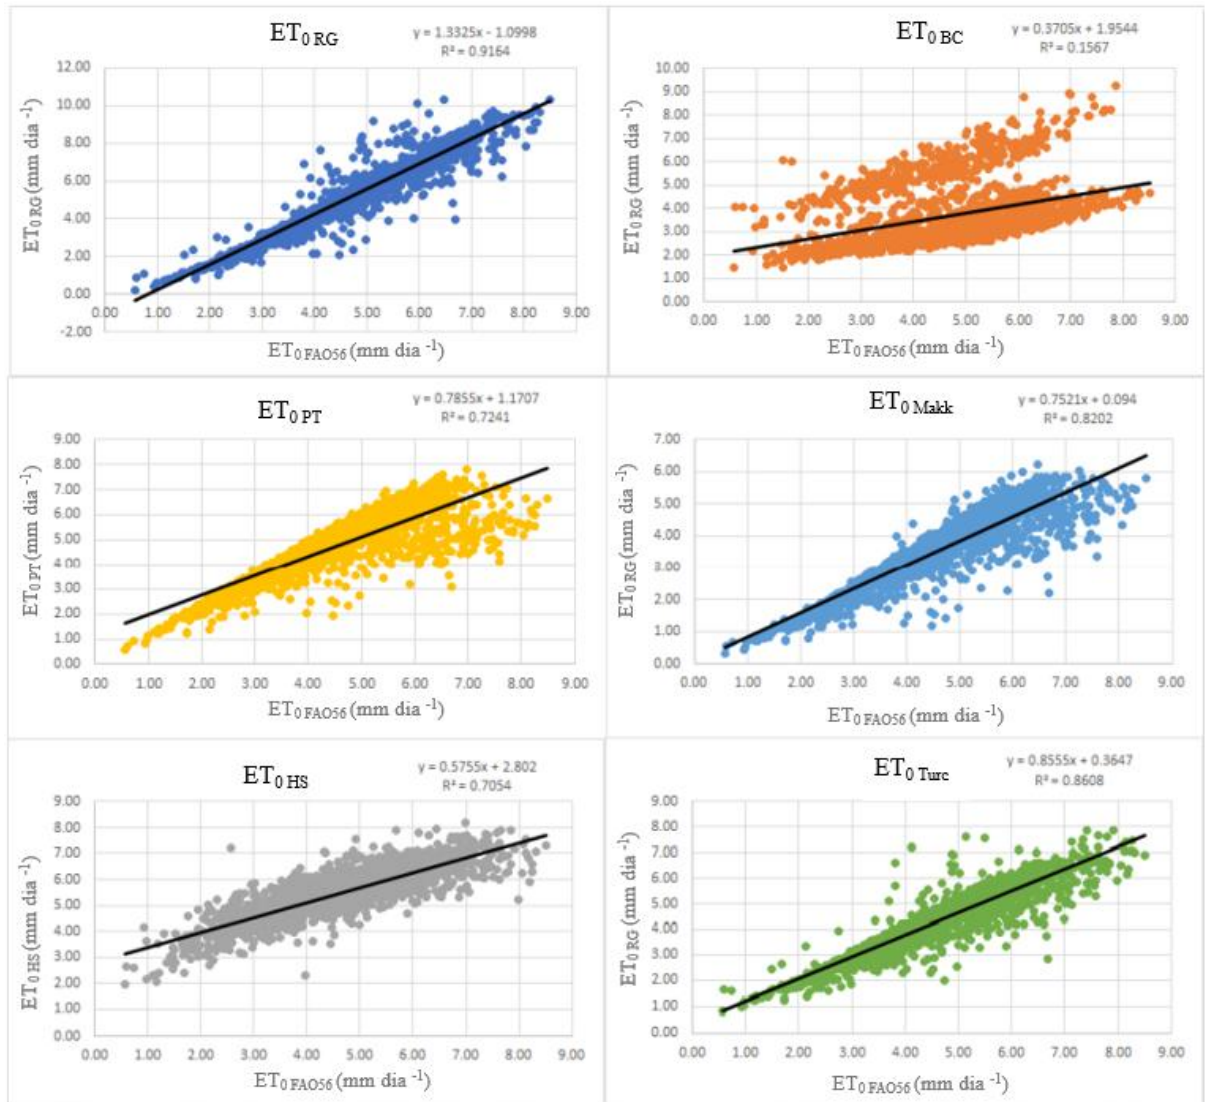 ET0 RG
y = 1.3325x - 1.0998
R² = 0.9164
12.00
10.00
8.00
6.00
4.00
2.00
0.00
-2.00
0.00 1.00 2.00 3.00 4.00 5.00 6.00 7.00 8.00 9.00
ET0 RG (mm dia -1)
ET0 FAO56 (mm dia -1)
ET0 BC
y = 0.3705x + 1.9544
R² = 0.1567
10.00
9.00
8.00
7.00
6.00
5.00
4.00
3.00
2.00
1.00
0.00
0.00 1.00 2.00 3.00 4.00 5.00 6.00 7.00 8.00 9.00
ET0 RG (mm dia -1)
ET0 FAO56 (mm dia -1)
ET0 PT
y = 0.7855x + 1.1707
R² = 0.7241
9.00
8.00
7.00
6.00
5.00
4.00
3.00
2.00
1.00
0.00
0.00 1.00 2.00 3.00 4.00 5.00 6.00 7.00 8.00 9.00
ET0 PT (mm dia -1)
ET0 FAO56 (mm dia -1)
ET0 Makk
y = 0.7521x + 0.094
R² = 0.8202
7.00
6.00
5.00
4.00
3.00
2.00
1.00
0.00
0.00 1.00 2.00 3.00 4.00 5.00 6.00 7.00 8.00 9.00
ET0 RG (mm dia -1)
ET0 FAO56 (mm dia -1)
ET0 HS
y = 0.5755x + 2.802
R² = 0.7054
9.00
8.00
7.00
6.00
5.00
4.00
3.00
2.00
1.00
0.00
0.00 1.00 2.00 3.00 4.00 5.00 6.00 7.00 8.00 9.00
ET0 HS (mm dia -1)
ET0 FAO56 (mm dia -1)
ET0 Turc
y = 0.8555x + 0.3647
R² = 0.8608
9.00
8.00
7.00
6.00
5.00
4.00
3.00
2.00
1.00
0.00
0.00 1.00 2.00 3.00 4.00 5.00 6.00 7.00 8.00 9.00
ET0 RG (mm dia -1)
ET0 FAO56 (mm dia -1)